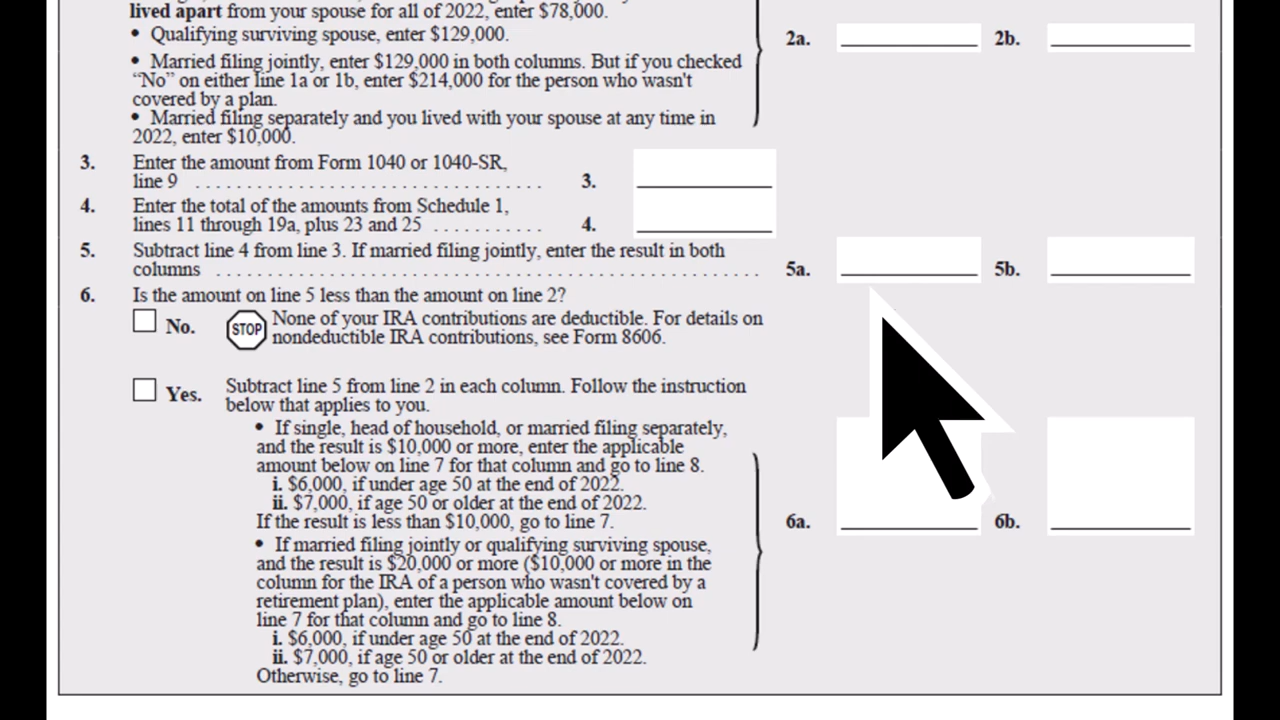 lived apart from your spouse for all of 2022, enter $78,000.
• Qualifying surviving spouse, enter $129,000.
2a. 2b.
• Married filing jointly, enter $129,000 in both columns. But if you checked
“No” on either line 1a or 1b, enter $214,000 for the person who wasn't
covered by a plan.
• Married filing separately and you lived with your spouse at any time in
2022, enter $10,000.
3. Enter the amount from Form 1040 or 1040-SR,
line 9 3.
4. Enter the total of the amounts from Schedule 1,
lines 11 through 19a, plus 23 and 25 4.
5. Subtract line 4 from line 3. If married filing jointly, enter the result in both
columns 5a. 5b.
6. Is the amount on line 5 less than the amount on line 2?
No. STOP None of your IRA contributions are deductible. For details on
nondeductible IRA contributions, see Form 8606.
Yes. Subtract line 5 from line 2 in each column. Follow the instruction
below that applies to you.
• If single, head of household, or married filing separately,
and the result is $10,000 or more, enter the applicable
amount below on line 7 for that column and go to line 8.
i. $6,000, if under age 50 at the end of 2022.
ii. $7,000, if age 50 or older at the end of 2022.
If the result is less than $10,000, go to line 7.
6a. 6b.
• If married filing jointly or qualifying surviving spouse,
and the result is $20,000 or more ($10,000 or more in the
column for the IRA of a person who wasn't covered by a
retirement plan), enter the applicable amount below on
line 7 for that column and go to line 8.
i. $6,000, if under age 50 at the end of 2022.
ii. $7,000, if age 50 or older at the end of 2022.
Otherwise, go to line 7.